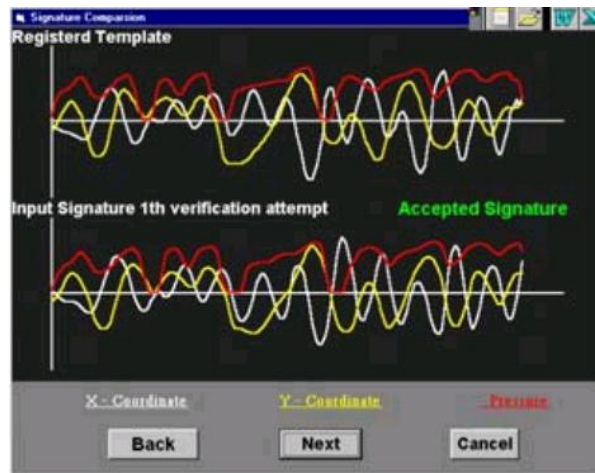 Signature Comparsion
Registerd Template
Input Signature 1th verification attempt Accepted Signature
X - Coordinate Y - Coordinate Pressure
Back Next Cancel